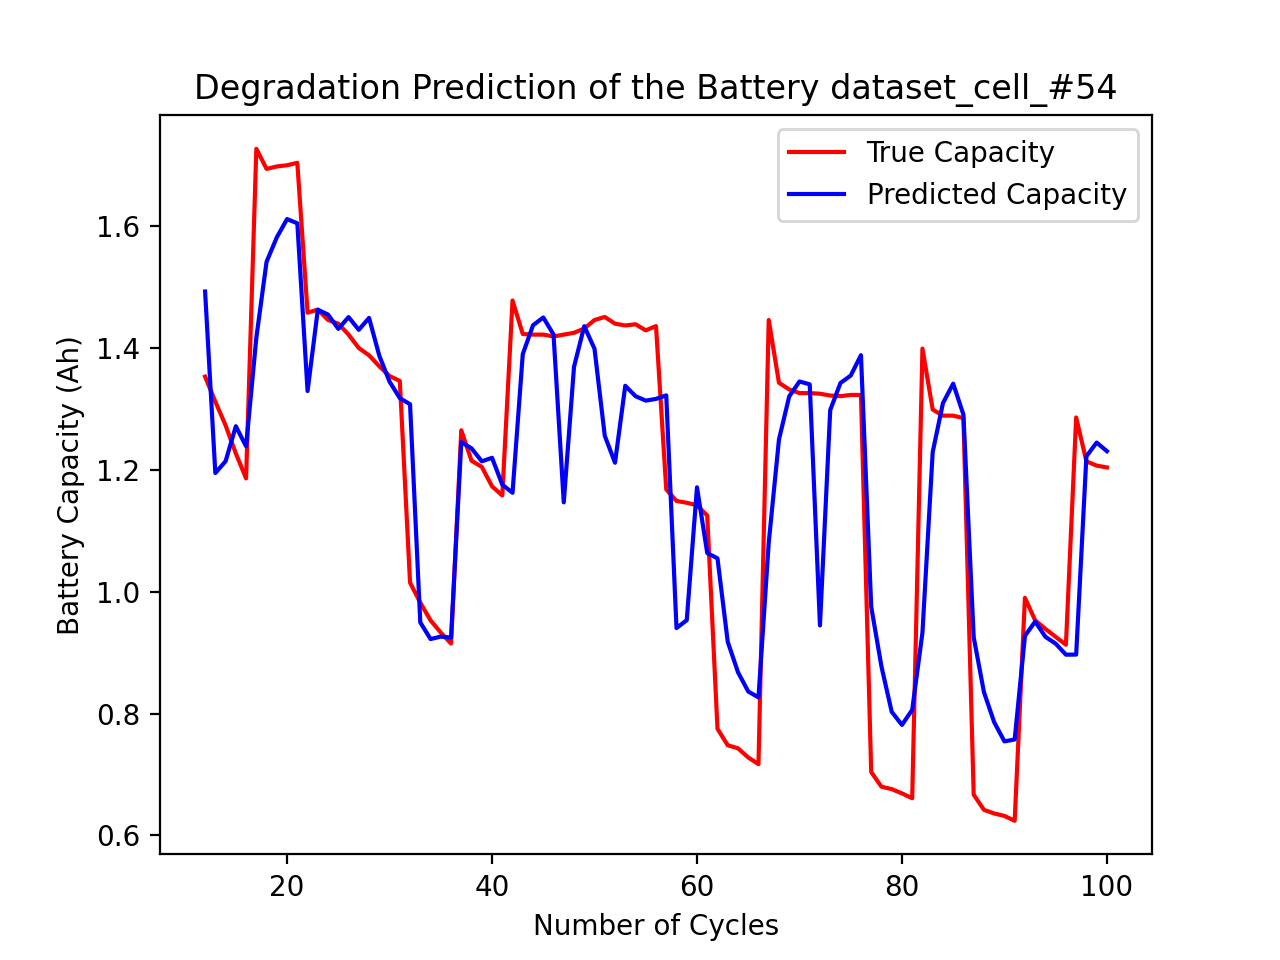 Degradation Prediction of the Battery dataset_cell_#54
True Capacity
Predicted Capacity
Battery Capacity (Ah)
1.6
1.4
1.2
1.0
0.8
0.6
20
40
60
80
100
Number of Cycles